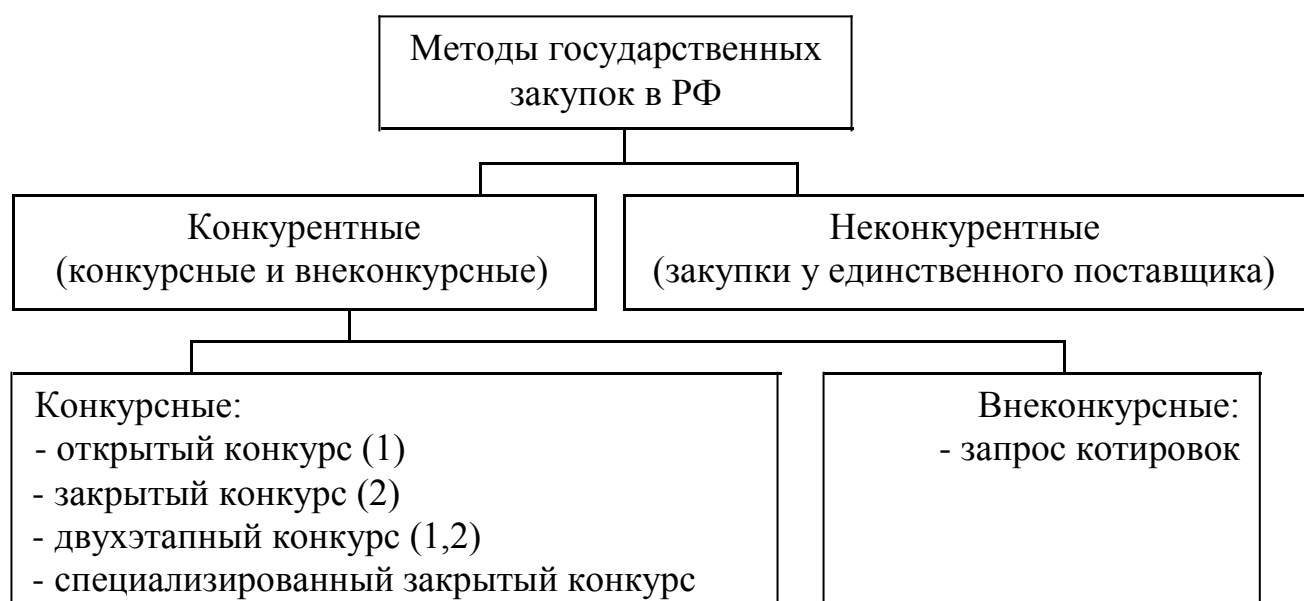 Методы государственных
закупок в РФ
Конкурентные
(конкурсные и внеконкурсные)
Неконкурентные
(закупки у единственного поставщика)
Конкурсные:
- открытый конкурс (1)
- закрытый конкурс (2)
- двухэтапный конкурс (1,2)
- специализированный закрытый конкурс
Внеконкурсные:
- запрос котировок